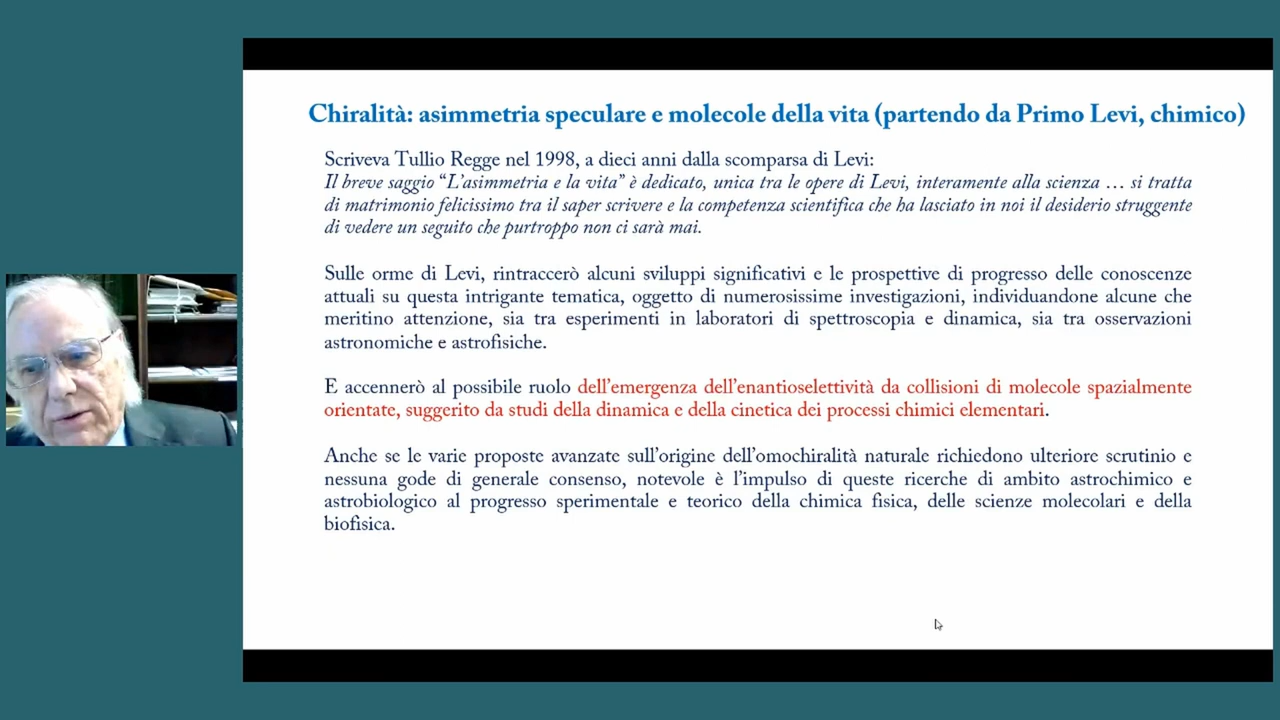 Chiralità: asimmetria speculare e molecole della vita (partendo da Primo Levi, chimico)
Scriveva Tullio Regge nel 1998, a dieci anni dalla scomparsa di Levi:
Il breve saggio “L’asimmetria e la vita” è dedicato, unica tra le opere di Levi, interamente alla scienza … si tratta
di matrimonio felicissimo tra il saper scrivere e la competenza scientifica che ha lasciato in noi il desiderio struggente
di vedere un seguito che purtroppo non ci sarà mai.
Sulle orme di Levi, rintraccerò alcuni sviluppi significativi e le prospettive di progresso delle conoscenze
attuali su questa intrigante tematica, oggetto di numerosissime investigazioni, individuandone alcune che
meritino attenzione, sia tra esperimenti in laboratori di spettroscopia e dinamica, sia tra osservazioni
astronomiche e astrofisiche.
E accennerò al possibile ruolo dell’emergenza dell’enantioselettività da collisioni di molecole spazialmente
orientate, suggerito da studi della dinamica e della cinetica dei processi chimici elementari.
Anche se le varie proposte avanzate sull’origine dell’omochiralità naturale richiedono ulteriore scrutinio e
nessuna gode di generale consenso, notevole è l’impulso di queste ricerche di ambito astrochimico e
astrobiologico al progresso sperimentale e teorico della chimica fisica, delle scienze molecolari e della
biofisica.